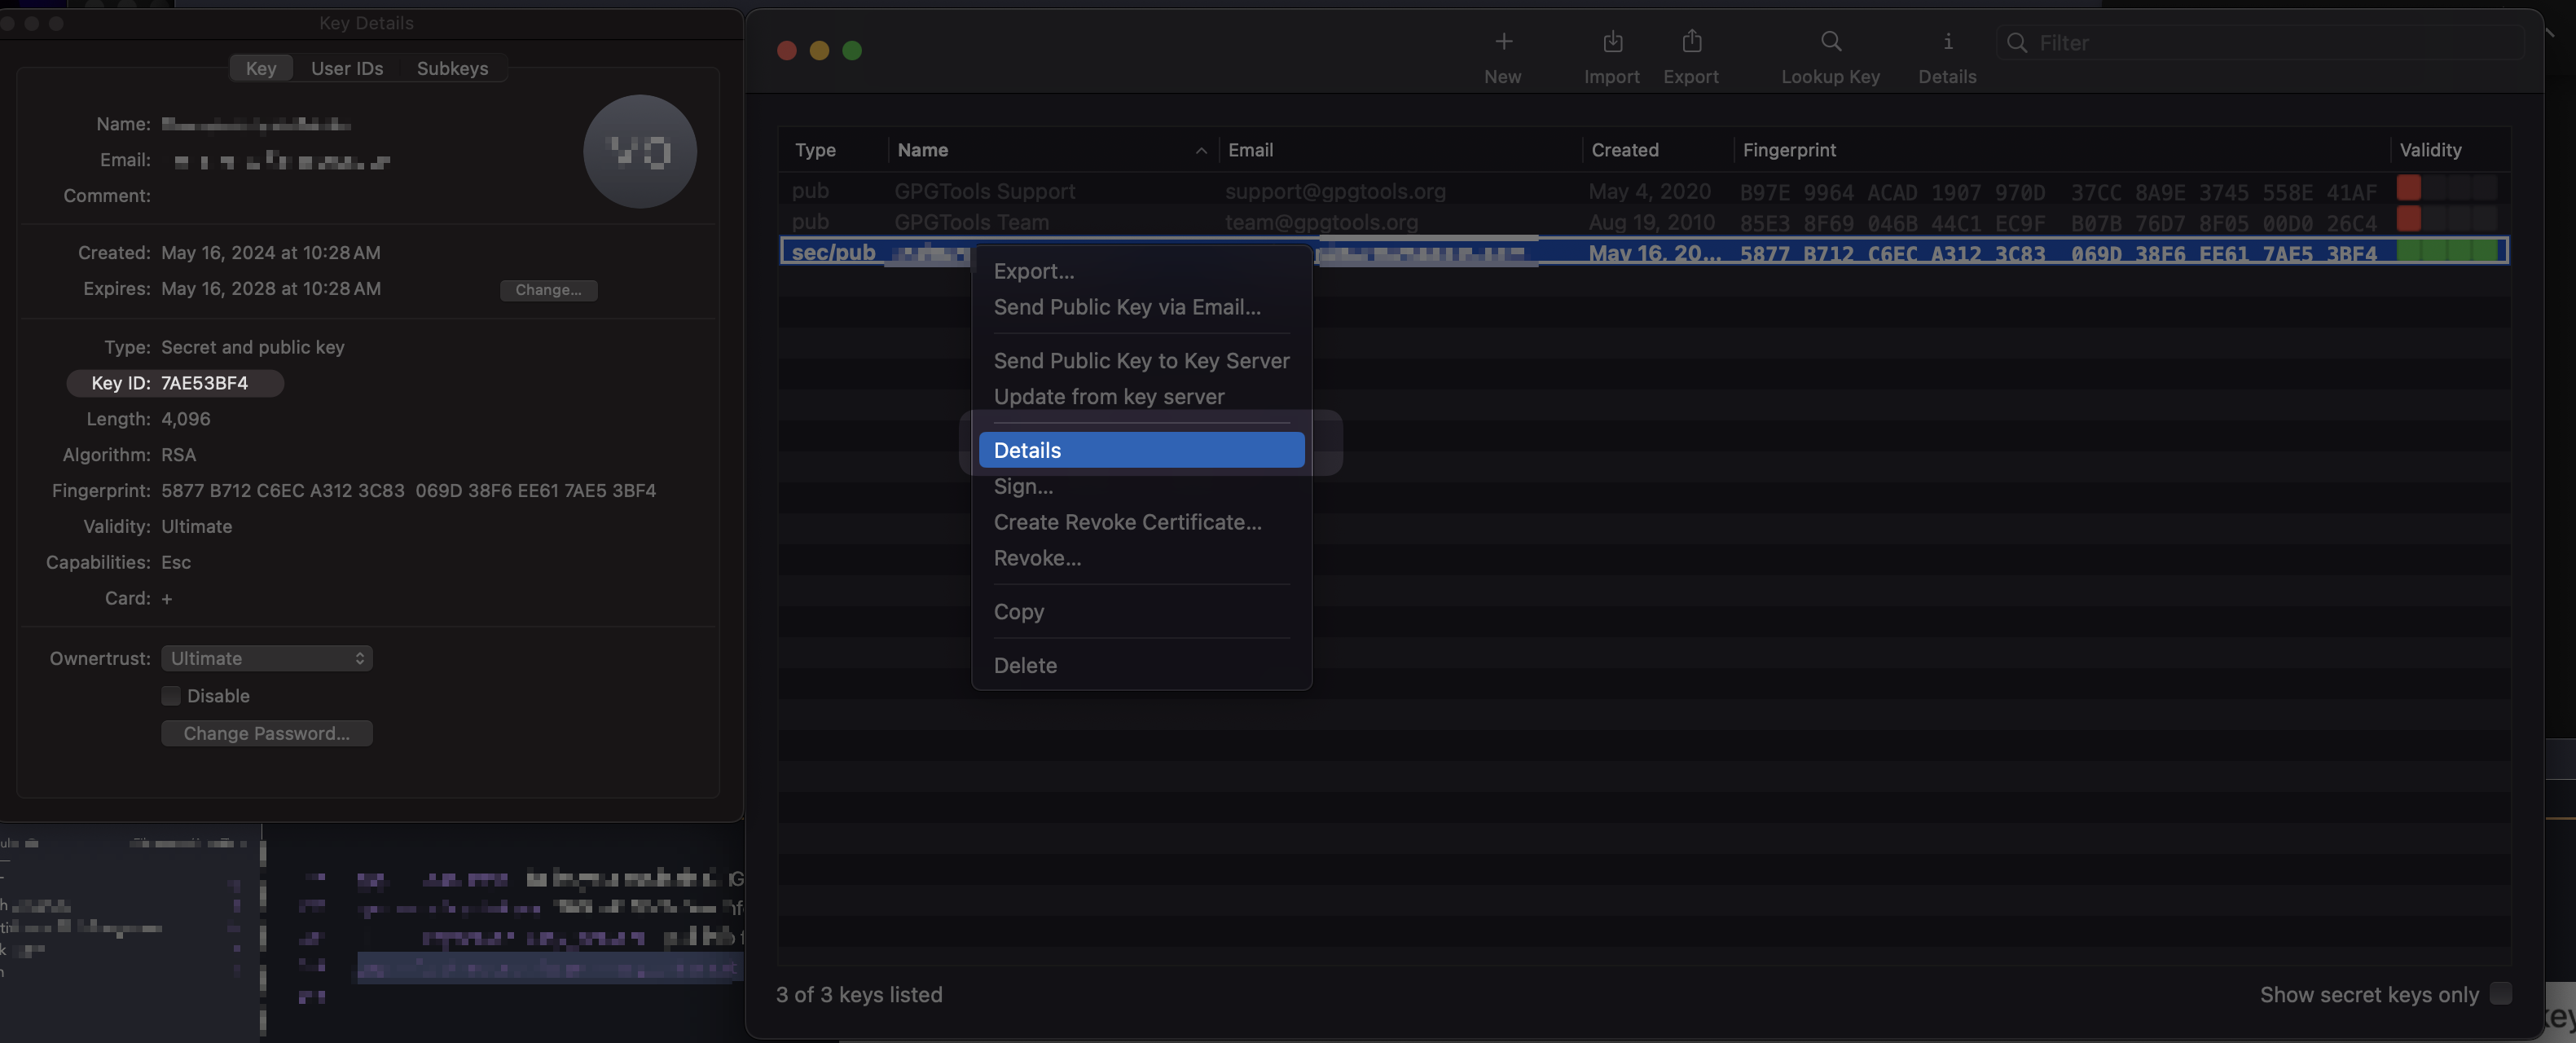 Key Details
Key User IDs Subkeys
Name:
Email:
Comment:
Created: May 16, 2024 at 10:28 AM
Expires: May 16, 2028 at 10:28 AM Change...
Type: Secret and public key
Key ID: 7AE53BF4
Length: 4,096
Algorithm: RSA
Fingerprint: 5877 B712 C6EC A312 3C83 069D 38F6 EE61 7AE5 3BF4
Validity: Ultimate
Capabilities: Esc
Card: +
Ownertrust: Ultimate
Disable
Change Password...
New Import Export Lookup Key Details Filter
Type Name Email Created Fingerprint Validity
pub GPGTools Support support@gpgtools.org May 4, 2020 B97E 9964 ACAD 1907 970D 37CC 8A9E 3745 558E 41AF
pub GPGTools Team team@gpgtools.org Aug 19, 2010 85E3 8F69 046B 44C1 EC9F B07B 76D7 8F05 00D0 26C4
sec/pub May 16, 20... 5877 B712 C6EC A312 3C83 069D 38F6 EE61 7AE5 3BF4
Export...
Send Public Key via Email...
Send Public Key to Key Server
Update from key server
Details
Sign...
Create Revoke Certificate...
Revoke...
Copy
Delete
3 of 3 keys listed Show secret keys only